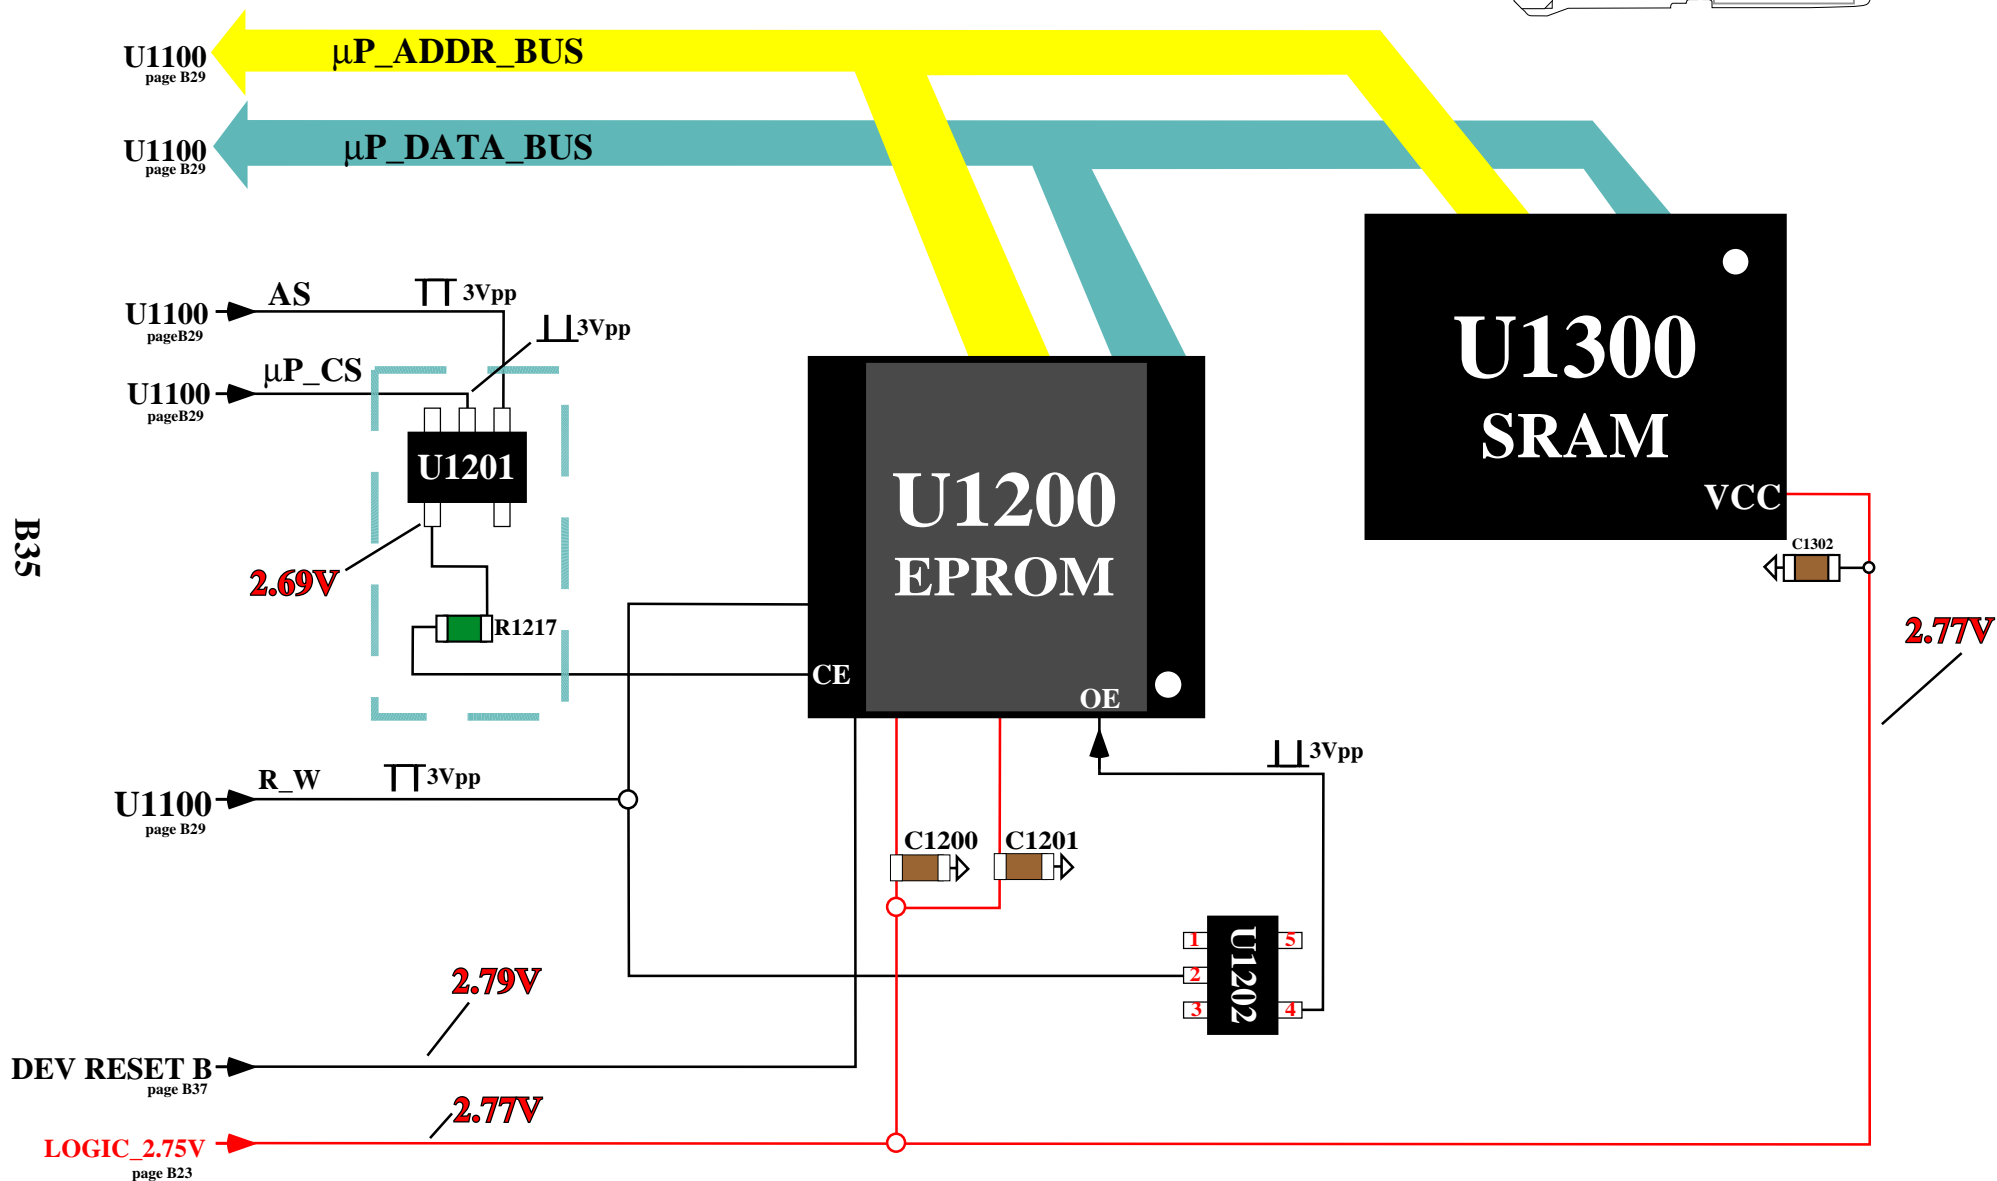 U1100
page B29
µP_ADDR_BUS
U1100
page B29
µP_DATA_BUS
U1100
pageB29
AS
3Vpp
3Vpp
U1100
pageB29
µP_CS
U1201
2.69V
R1217
B35
U1200
EPROM
CE
OE
U1300
SRAM
VCC
C1302
2.77V
U1100
page B29
R_W
3Vpp
3Vpp
C1200
C1201
U1202
1
2
3
4
5
2.79V
DEV RESET B
page B37
2.77V
LOGIC_2.75V
page B23